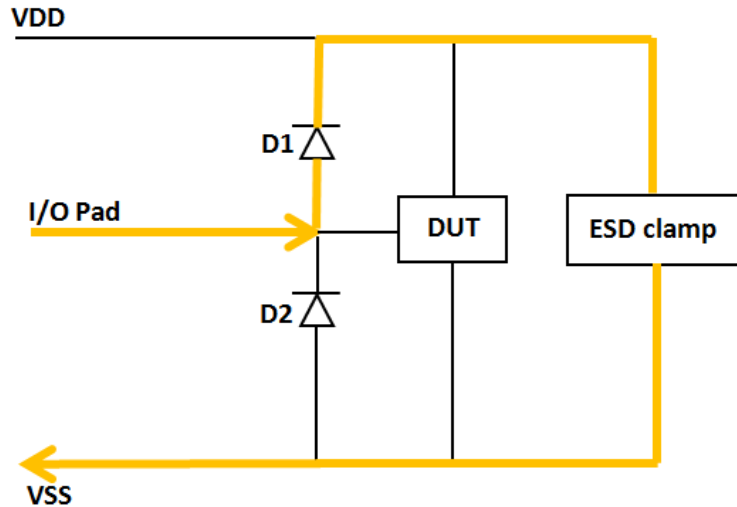 VDD
D1
I/O Pad
DUT
ESD clamp
D2
VSS